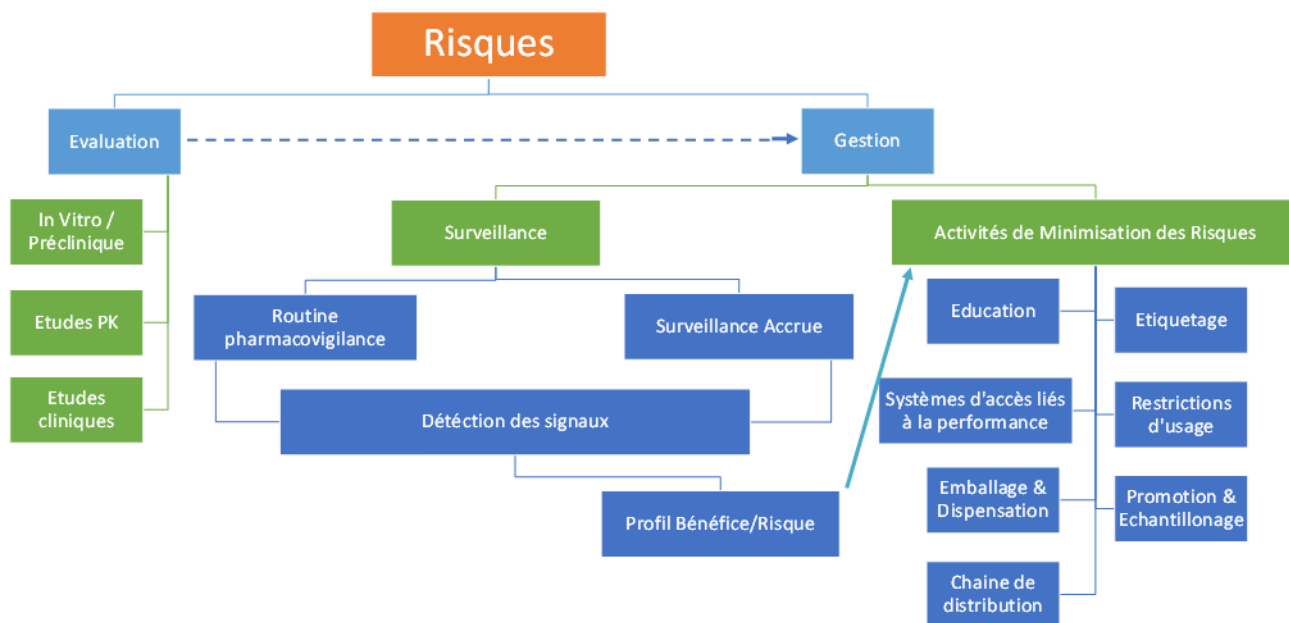 Risques
Evaluation
Gestion
In Vitro /
Préclinique
Etudes PK
Etudes
cliniques
Surveillance
Routine
pharmacovigilance
Surveillance Accrue
Détéction des signaux
Profil Bénéfice/Risque
Activités de Minimisation des Risques
Education
Etiquetage
Systèmes d'accès liés
à la performance
Restrictions
d'usage
Emballage &
Dispensation
Promotion &
Echantillonage
Chaine de
distribution